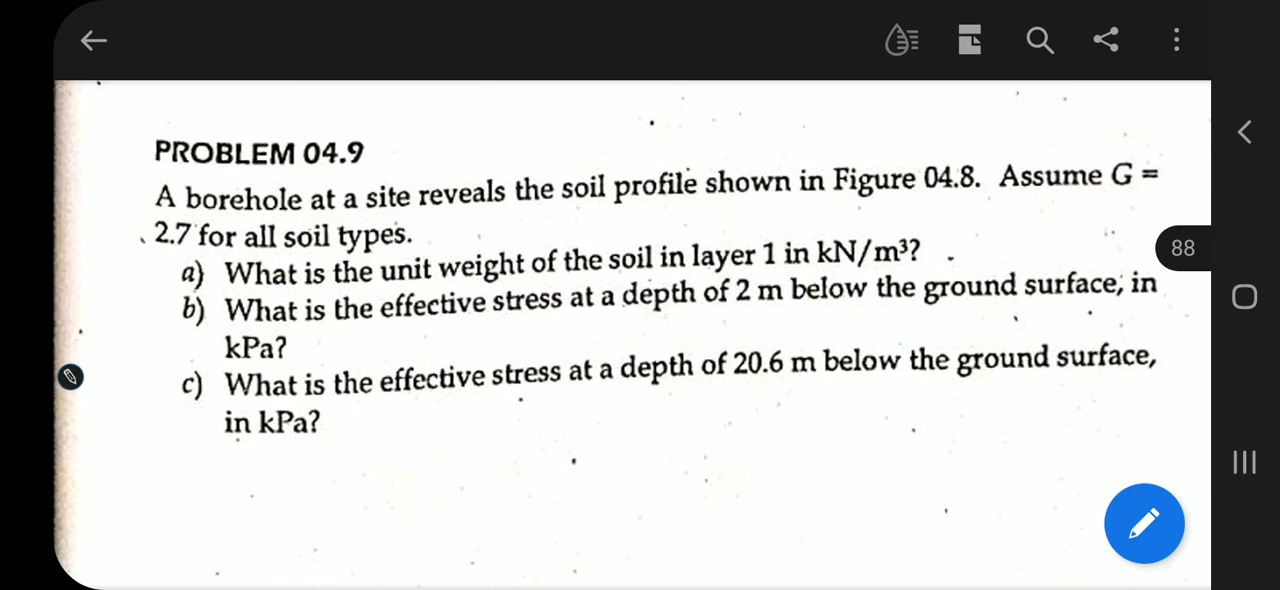 PROBLEM 04.9
A borehole at a site reveals the soil profile shown in Figure 04.8. Assume G =
2.7 for all soil types.
a) What is the unit weight of the soil in layer 1 in kN/m³?
b) What is the effective stress at a depth of 2 m below the ground surface, in
kPa?
c) What is the effective stress at a depth of 20.6 m below the ground surface,
in kPa?
88